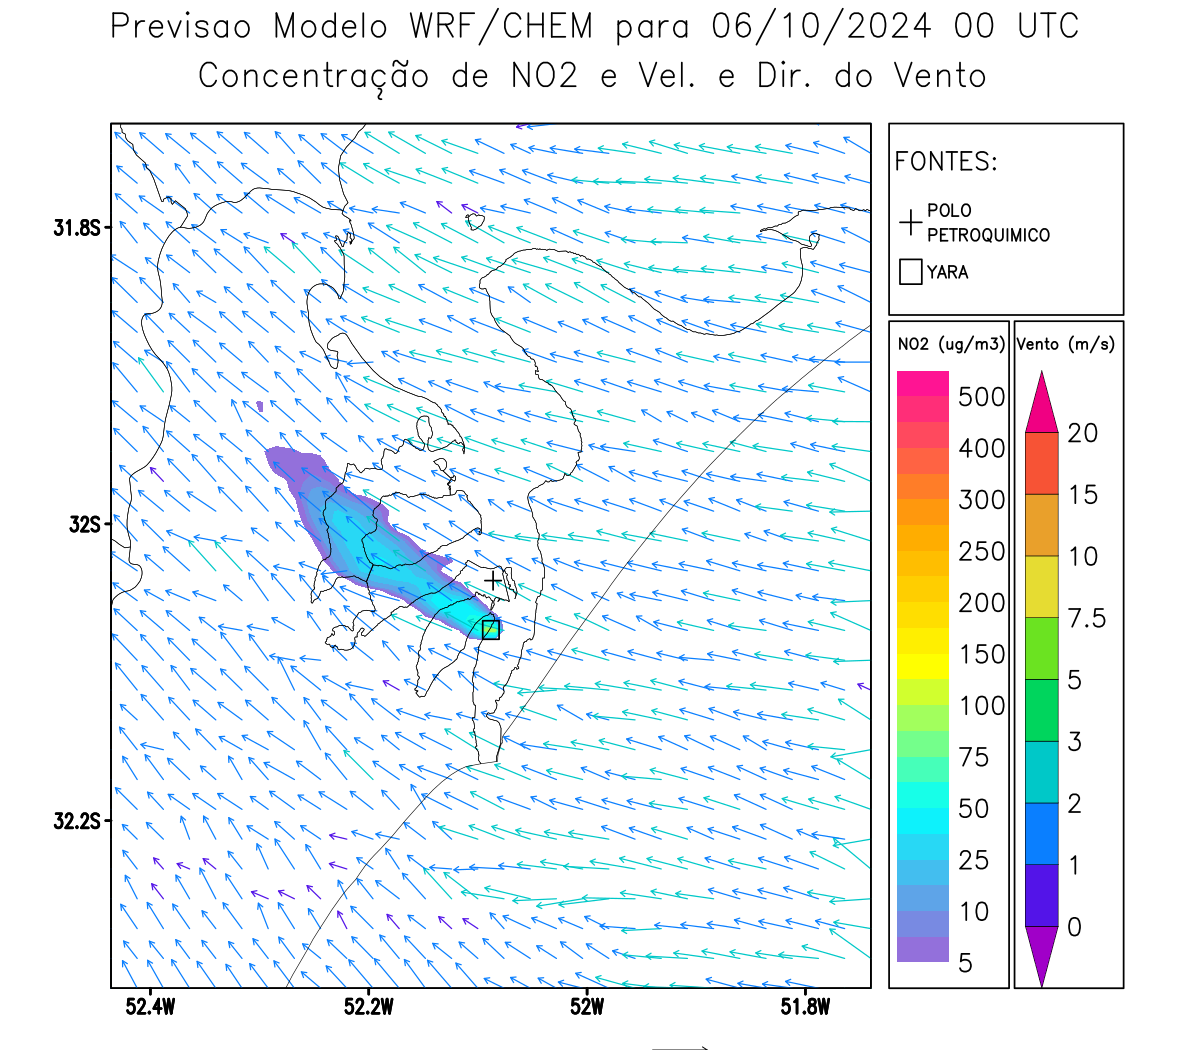 Previsao Modelo WRF/CHEM para 06/10/2024 00 UTC
Concentração de NO2 e Vel. e Dir. do Vento
FONTES:
POLO
PETROQUIMICO
YARA
NO2 (ug/m3)
500
400
300
250
200
150
100
75
50
25
10
5
Vento (m/s)
20
15
10
7.5
5
3
2
1
0
31.8S
32S
32.2S
52.4W
52.2W
52W
51.8W